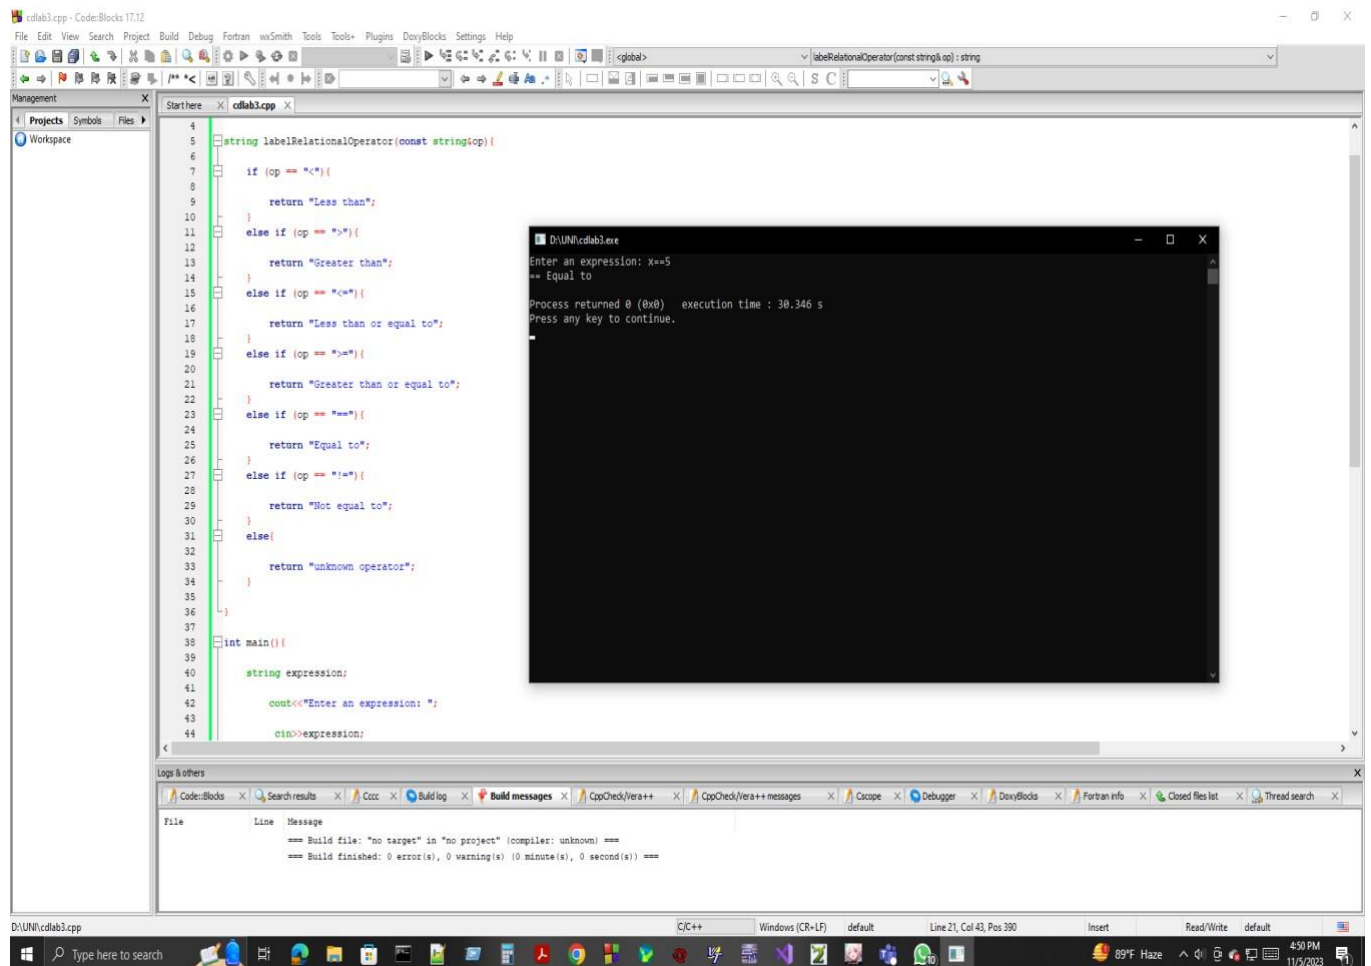 cdlab3.cpp - Code::Blocks 17.12
File Edit View Search Project Build Debug Fortran wxSmith Tools Tools+ Plugins DoxyBlocks Settings Help
<global>
labelRelationalOperator(const string& op) : string
Management
Projects Symbols Files
Workspace
Start here
cdlab3.cpp
4
5 string labelRelationalOperator(const string&op){
6
7 if (op == "<"){
8
9 return "Less than";
10 }
11 else if (op == ">"){
12
13 return "Greater than";
14 }
15 else if (op == "<="){
16
17 return "Less than or equal to";
18 }
19 else if (op == ">="){
20
21 return "Greater than or equal to";
22 }
23 else if (op == "=="){
24
25 return "Equal to";
26 }
27 else if (op == "!="){
28
29 return "Not equal to";
30 }
31 else{
32
33 return "unknown operator";
34 }
35
36 }
37
38 int main(){
39
40 string expression;
41
42 cout<<"Enter an expression: ";
43
44 cin>>expression;
D:\UNI\cdlab3.exe
Enter an expression: x==5
== Equal to
Process returned 0 (0x0) execution time : 30.346 s
Press any key to continue.
Logs & others
Code::Blocks Search results Cccc Build log Build messages CppCheck/Vera++ CppCheck/Vera++ messages Cscope Debugger DoxyBlocks Fortran info Closed files list Thread search
File Line Message
=== Build file: "no target" in "no project" (compiler: unknown) ===
=== Build finished: 0 error(s), 0 warning(s) (0 minute(s), 0 second(s)) ===
D:\UNI\cdlab3.cpp C/C++ Windows (CR+LF) default Line 21, Col 43, Pos 390 Insert Read/Write default
Type here to search
89°F Haze
4:50 PM
11/5/2023